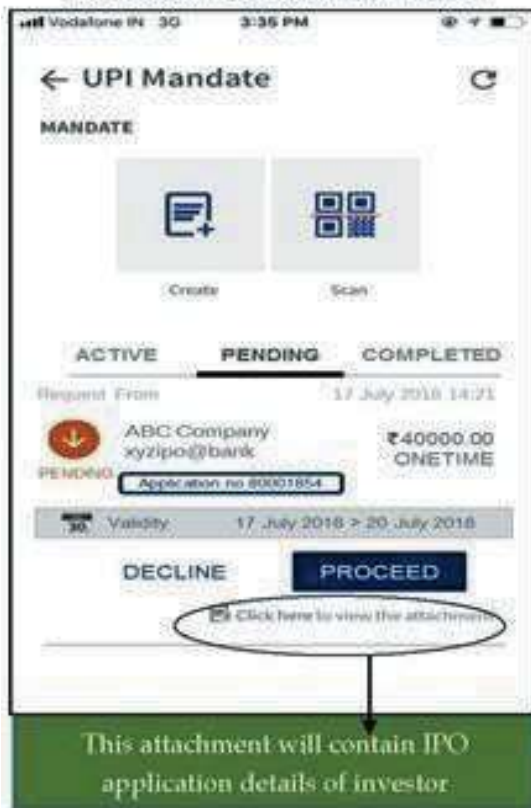 Vodafone IN 3G 3:35 PM
← UPI Mandate
MANDATE
Create Scan
ACTIVE PENDING COMPLETED
Request From 17 July 2018 14:21
ABC Company ₹40000.00
xyzipo@bank ONETIME
PENDING
Application no 80001854
30 Validity 17 July 2018 > 20 July 2018
DECLINE PROCEED
Click here to view the attachment
This attachment will contain IPO
application details of investor